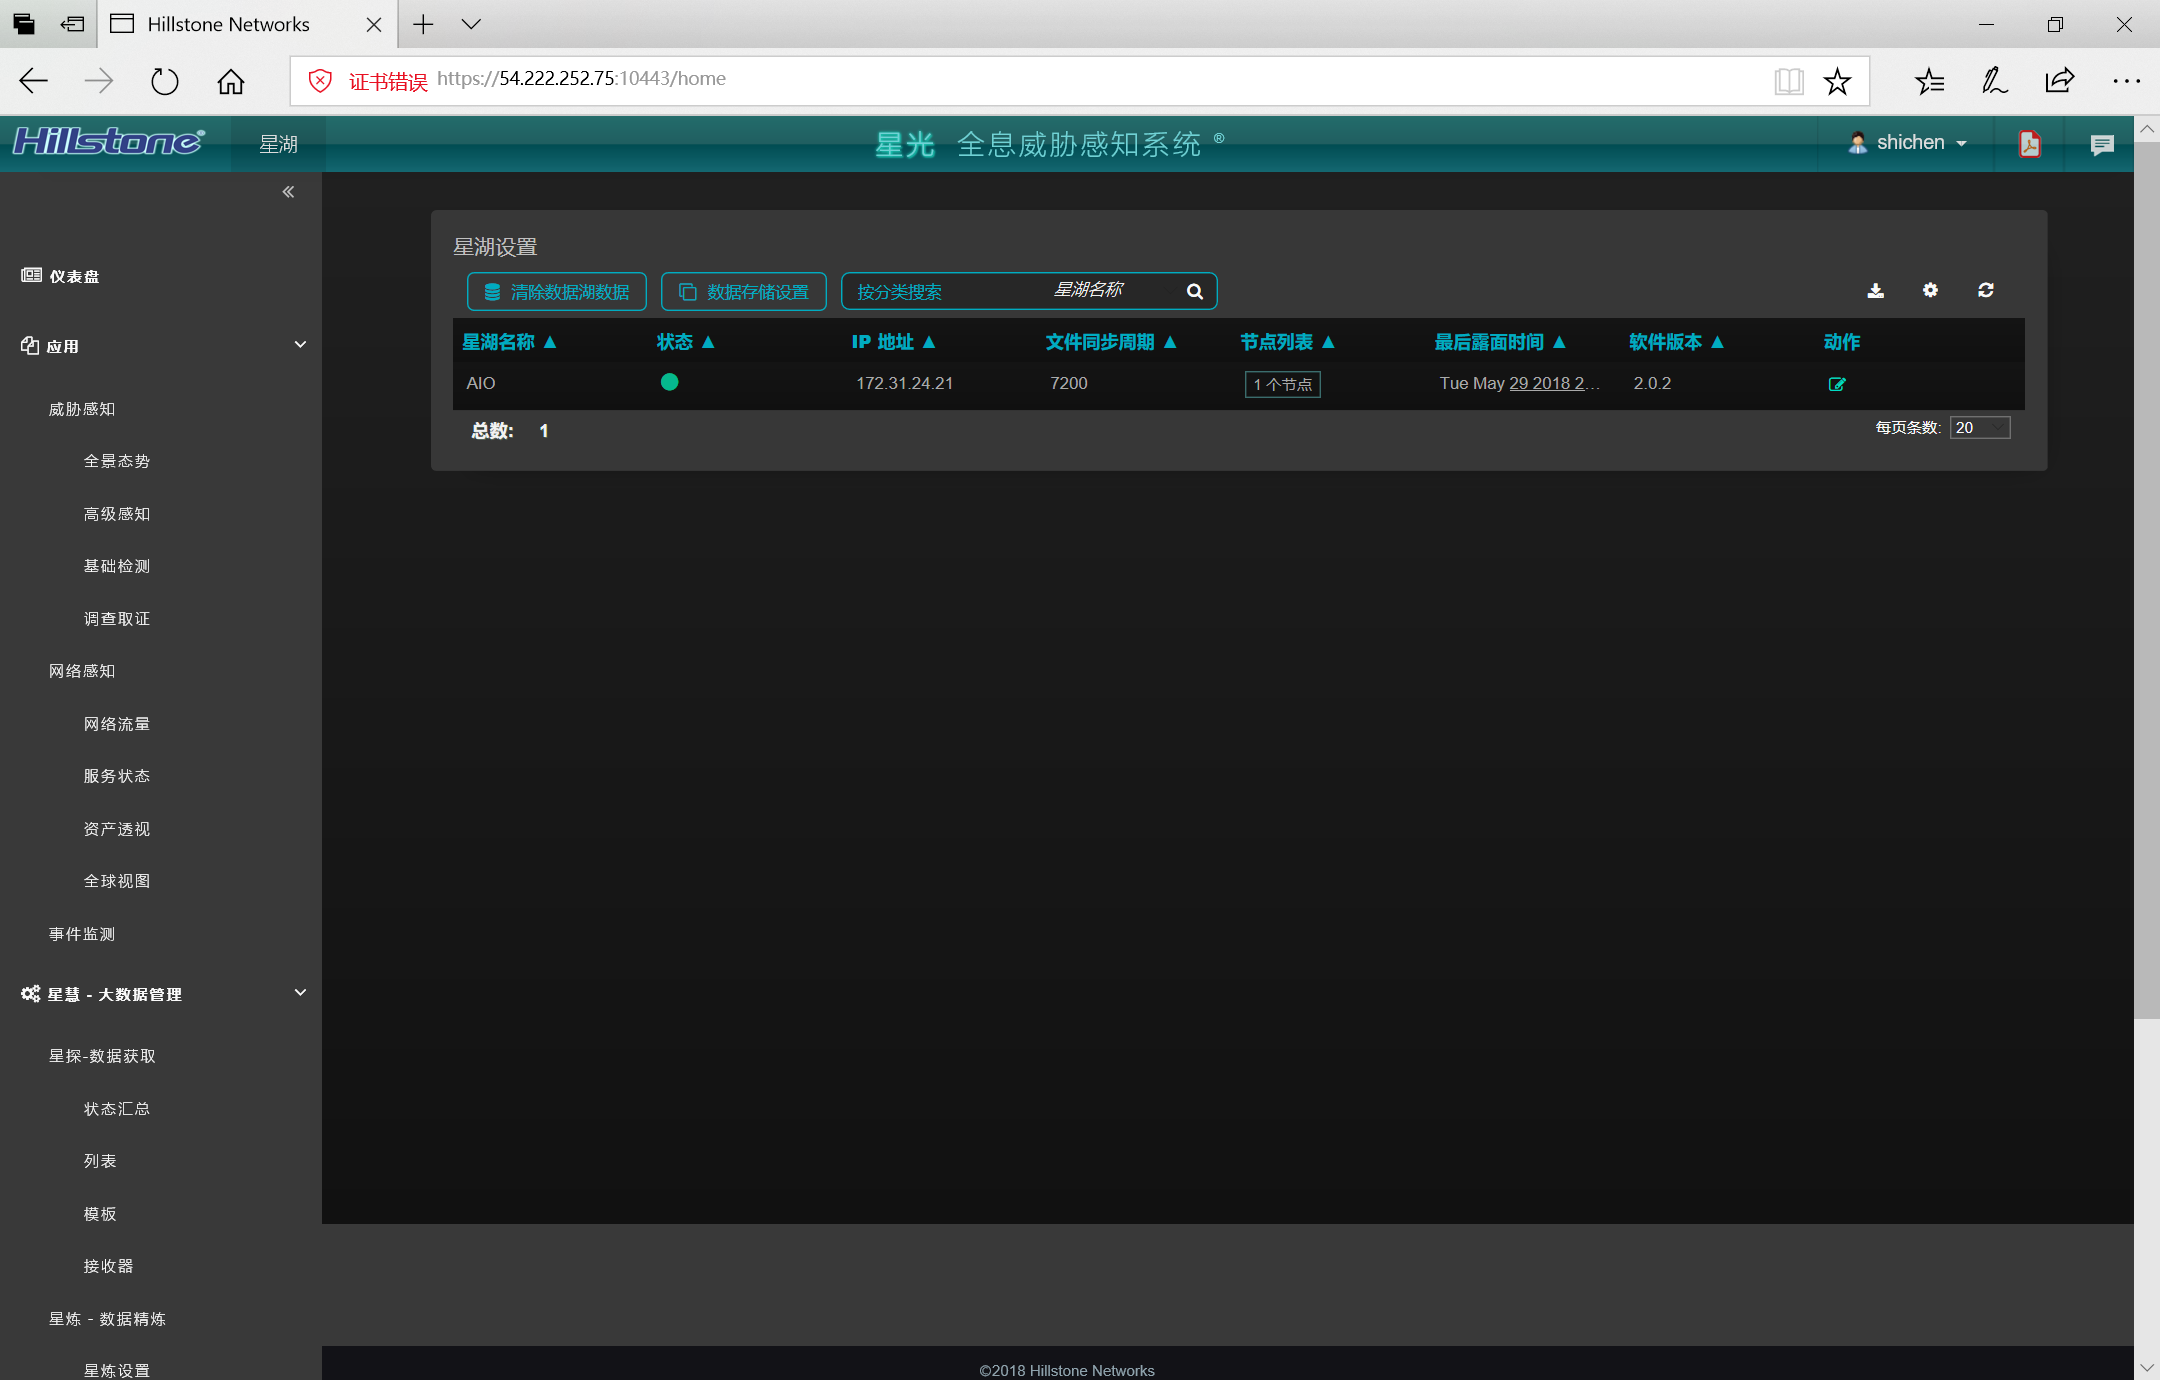 Hillstone Networks
证书错误 https://54.222.252.75:10443/home
Hillstone®
星湖
星光 全息威胁感知系统 ®
shichen
仪表盘
应用
威胁感知
全景态势
高级感知
基础检测
调查取证
网络感知
网络流量
服务状态
资产透视
全球视图
事件监测
星慧 - 大数据管理
星探-数据获取
状态汇总
列表
模板
接收器
星炼 - 数据精炼
星炼设置
星湖设置
清除数据湖数据 数据存储设置 按分类搜索 星湖名称
星湖名称 ▲ 状态 ▲ IP 地址 ▲ 文件同步周期 ▲ 节点列表 ▲ 最后露面时间 ▲ 软件版本 ▲ 动作
AIO 172.31.24.21 7200 1 个节点 Tue May 29 2018 2... 2.0.2
总数: 1 每页条数: 20
©2018 Hillstone Networks